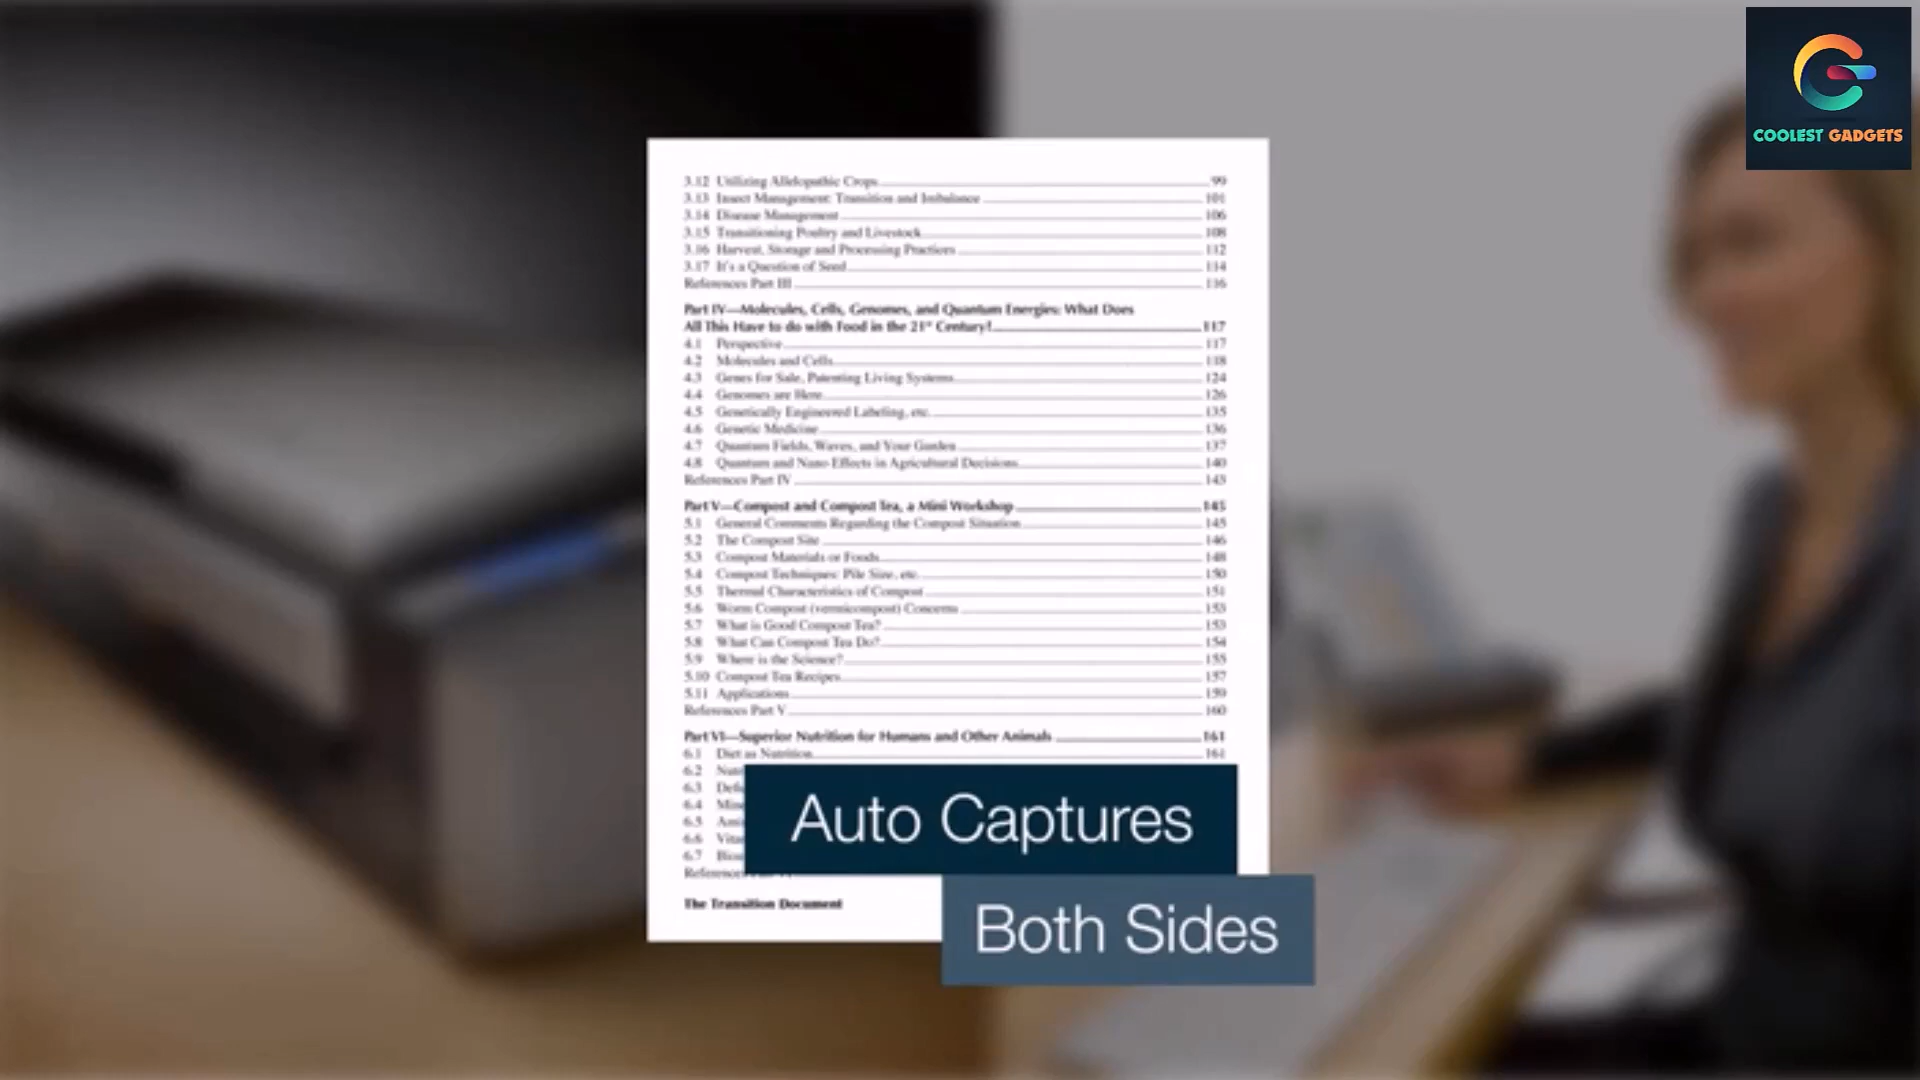 COOLEST GADGETS
3.12 Utilizing Allelopathic Crops 99
3.13 Insect Management: Transition and Imbalance 101
3.14 Disease Management 106
3.15 Transitioning Poultry and Livestock 108
3.16 Harvest, Storage and Processing Practices 112
3.17 It's a Question of Seed 114
References Part III 116
Part IV—Molecules, Cells, Genomes, and Quantum Energies: What Does
All This Have to do with Food in the 21st Century? 117
4.1 Perspective 117
4.2 Molecules and Cells 118
4.3 Genes for Sale, Patenting Living Systems 124
4.4 Genomes are Here 126
4.5 Genetically Engineered Labeling, etc. 135
4.6 Genetic Medicine 136
4.7 Quantum Fields, Waves, and Your Garden 137
4.8 Quantum and Nano Effects in Agricultural Decisions 140
References Part IV 143
Part V—Compost and Compost Tea, a Mini Workshop 145
5.1 General Comments Regarding the Compost Situation 145
5.2 The Compost Site 146
5.3 Compost Materials or Foods 148
5.4 Compost Techniques: Pile Size, etc. 150
5.5 Thermal Characteristics of Compost 151
5.6 Worm Compost (vermicompost) Concerns 153
5.7 What is Good Compost Tea? 153
5.8 What Can Compost Tea Do? 154
5.9 Where is the Science? 155
5.10 Compost Tea Recipes 157
5.11 Applications 159
References Part V 160
Part VI—Superior Nutrition for Humans and Other Animals 161
6.1 Diet as Nutrition 161
6.2
6.3
6.4
6.5
6.6
6.7
References
The Transition Document
Auto Captures
Both Sides